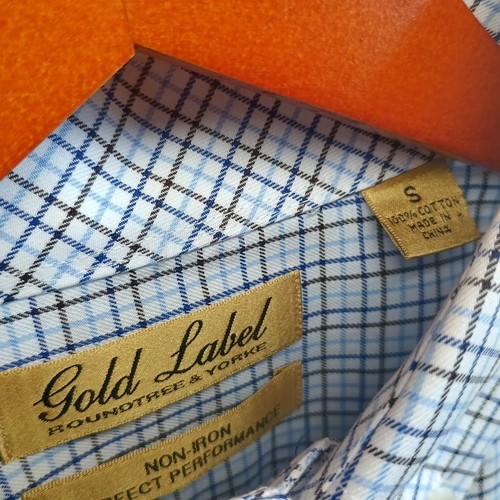 S
100% COTTON
MADE IN
CHINA
Gold Label
ROUNDTREE & YORKE
NON-IRON
PERFECT PERFORMANCE